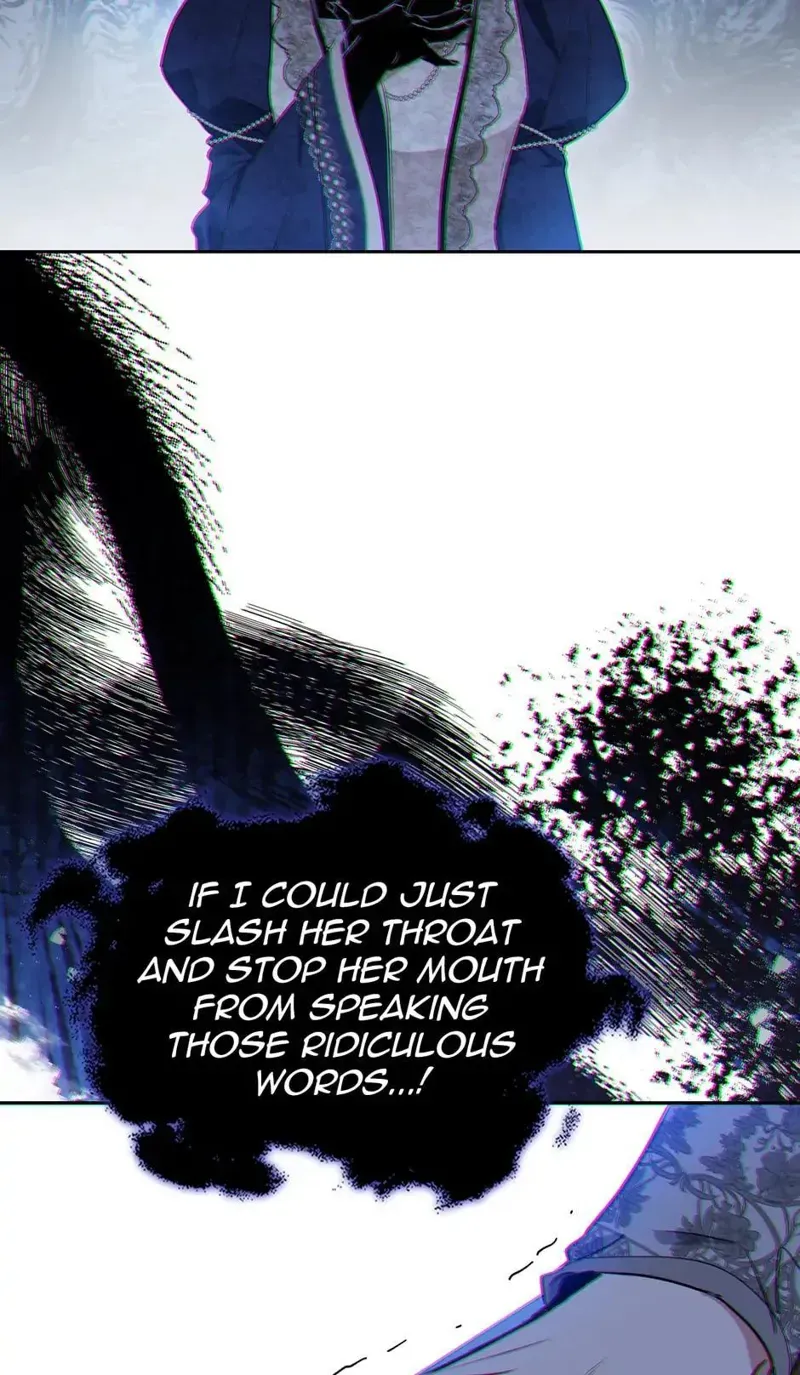 IF I COULD JUST
SLASH HER THROAT
AND STOP HER MOUTH
FROM SPEAKING
THOSE RIDICULOUS
WORDS...!